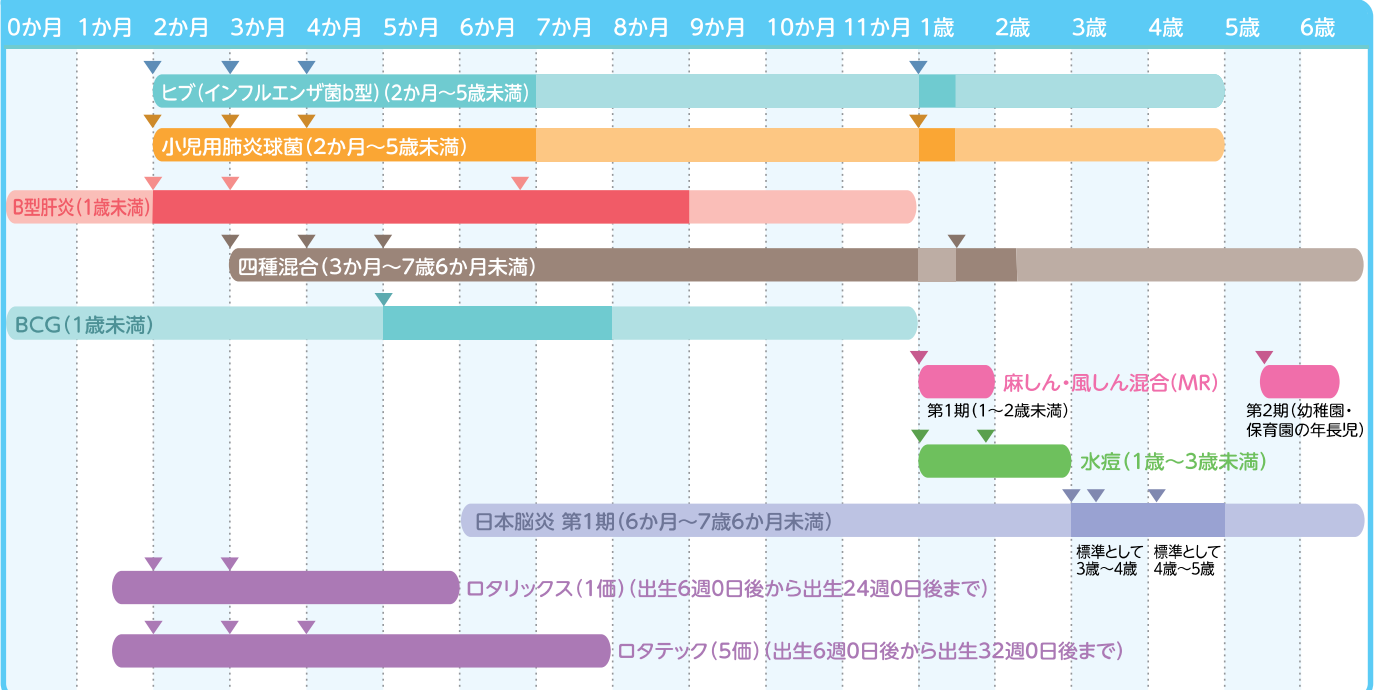 0か月 1か月 2か月 3か月 4か月 5か月 6か月 7か月 8か月 9か月 10か月 11か月 1歳 2歳 3歳 4歳 5歳 6歳
ヒブ(インフルエンザ菌b型)(2か月〜5歳未満)
小児用肺炎球菌(2か月〜5歳未満)
B型肝炎(1歳未満)
四種混合(3か月〜7歳6か月未満)
BCG(1歳未満)
麻しん・風しん混合(MR)
第1期(1〜2歳未満)
第2期(幼稚園・
保育園の年長児)
水痘(1歳〜3歳未満)
日本脳炎 第1期(6か月〜7歳6か月未満)
標準として
3歳〜4歳
標準として
4歳〜5歳
ロタリックス(1価)(出生6週0日後から出生24週0日後まで)
ロタテック(5価)(出生6週0日後から出生32週0日後まで)